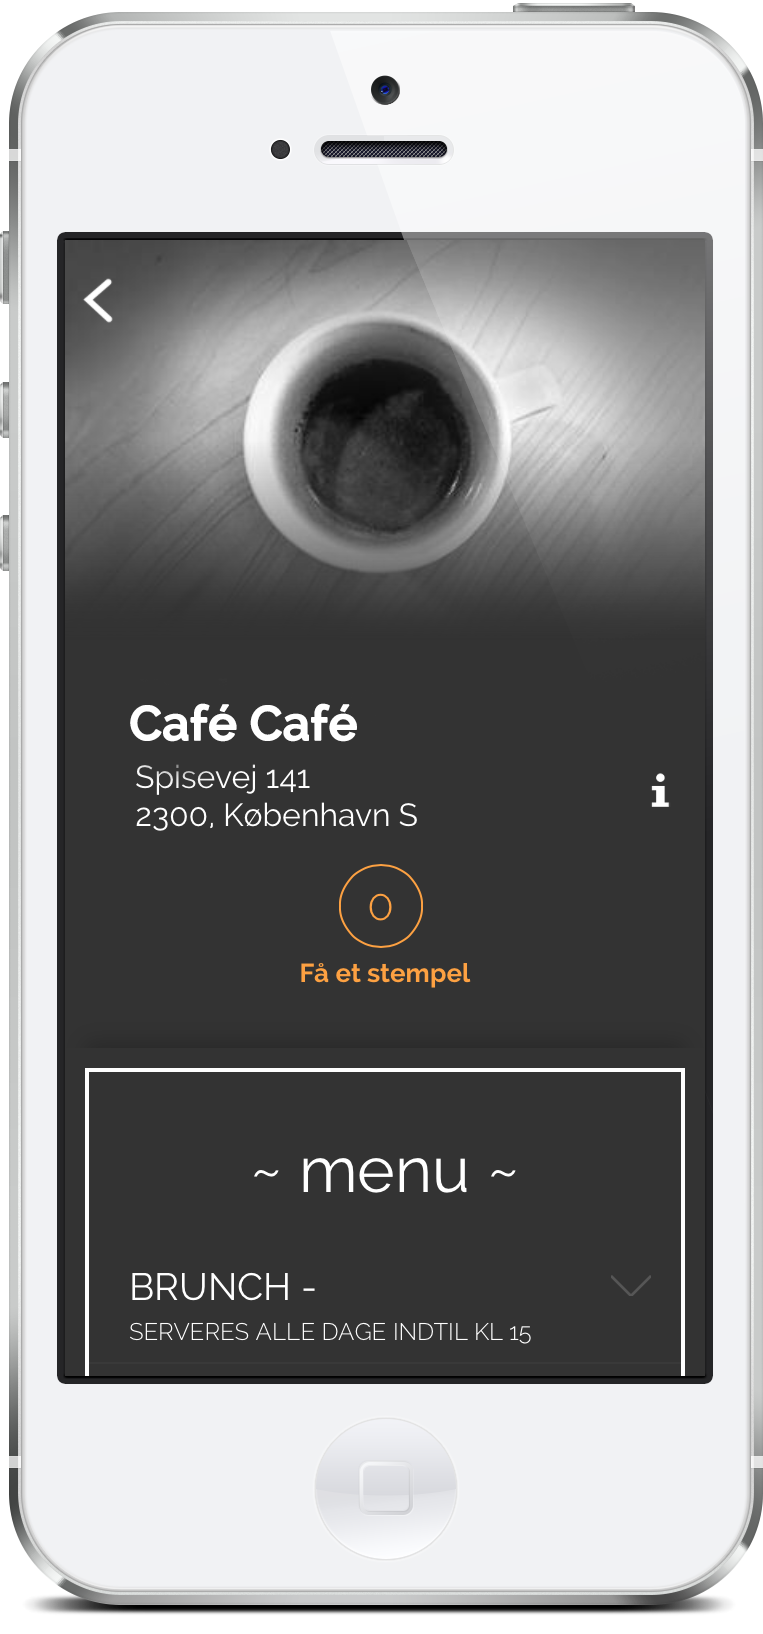 Café Café
Spisevej 141
2300, København S
0
Få et stempel
~ menu ~
BRUNCH -
SERVERES ALLE DAGE INDTIL KL 15